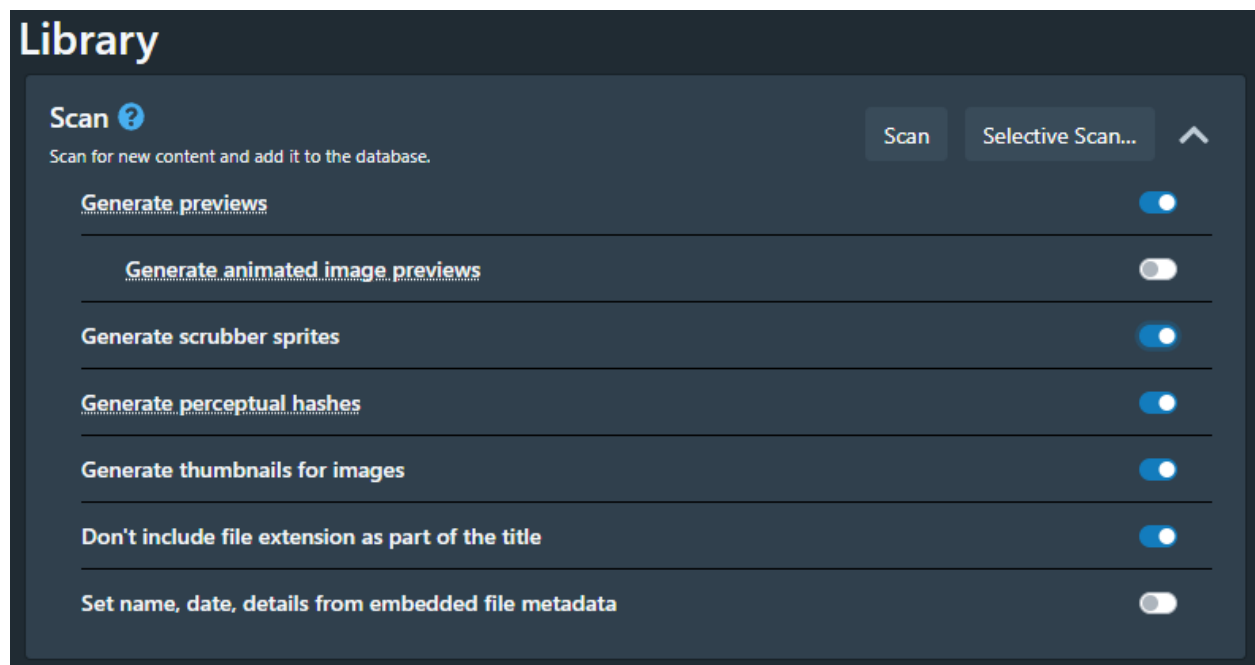 Library
Scan ?
Scan
Selective Scan...
Scan for new content and add it to the database.
Generate previews
Generate animated image previews
Generate scrubber sprites
Generate perceptual hashes
Generate thumbnails for images
Don't include file extension as part of the title
Set name, date, details from embedded file metadata